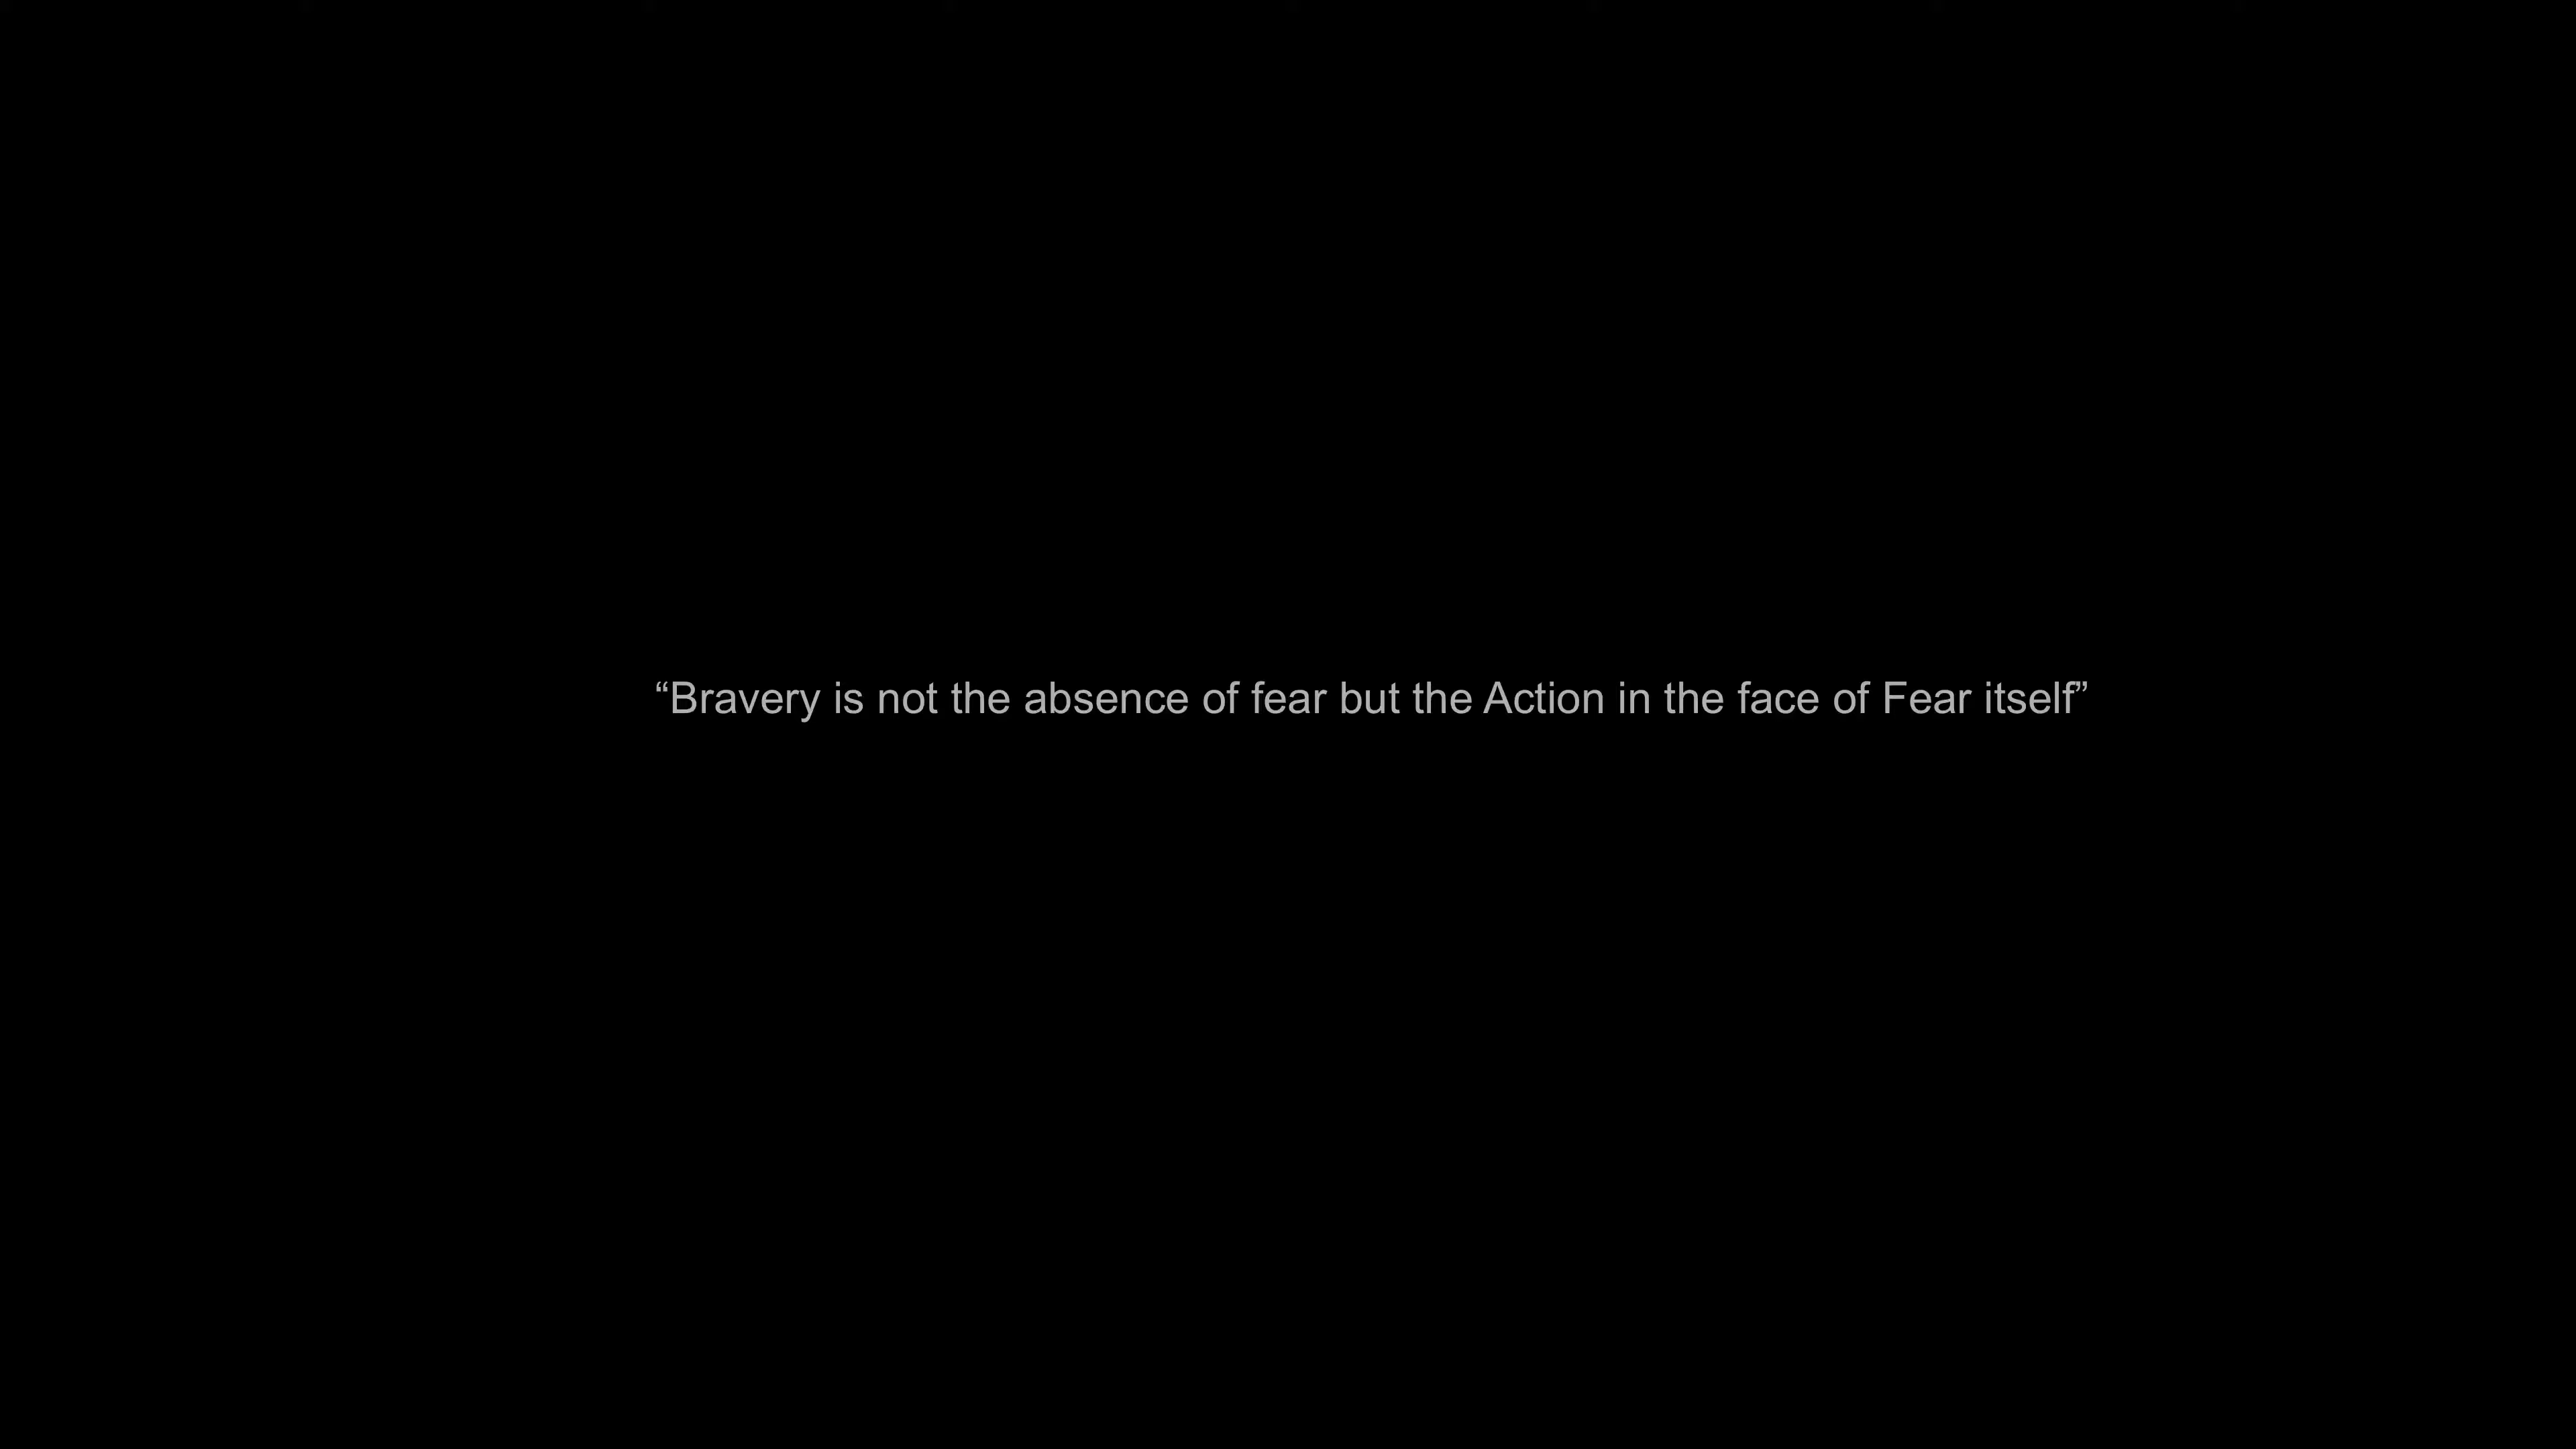 “Bravery is not the absence of fear but the Action in the face of Fear itself”